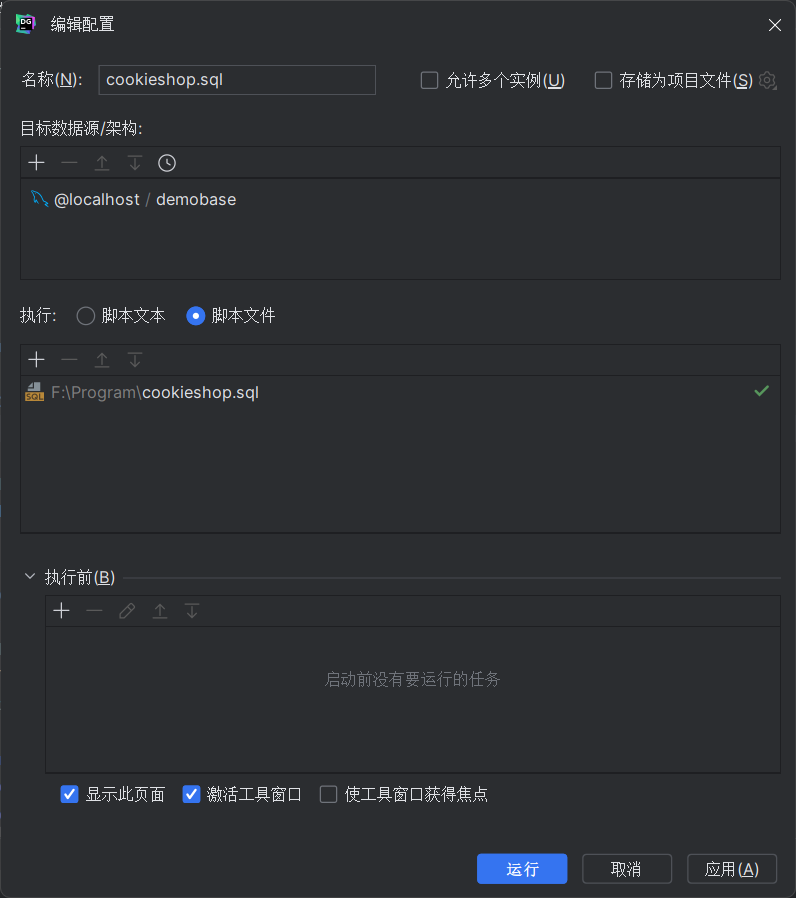 DG 编辑配置
名称(N): cookieshop.sql 允许多个实例(U) 存储为项目文件(S)
目标数据源/架构:
@localhost / demobase
执行: 脚本文本 脚本文件
SQL F:\Program\cookieshop.sql
执行前(B)
启动前没有要运行的任务
显示此页面 激活工具窗口 使工具窗口获得焦点
运行 取消 应用(A)